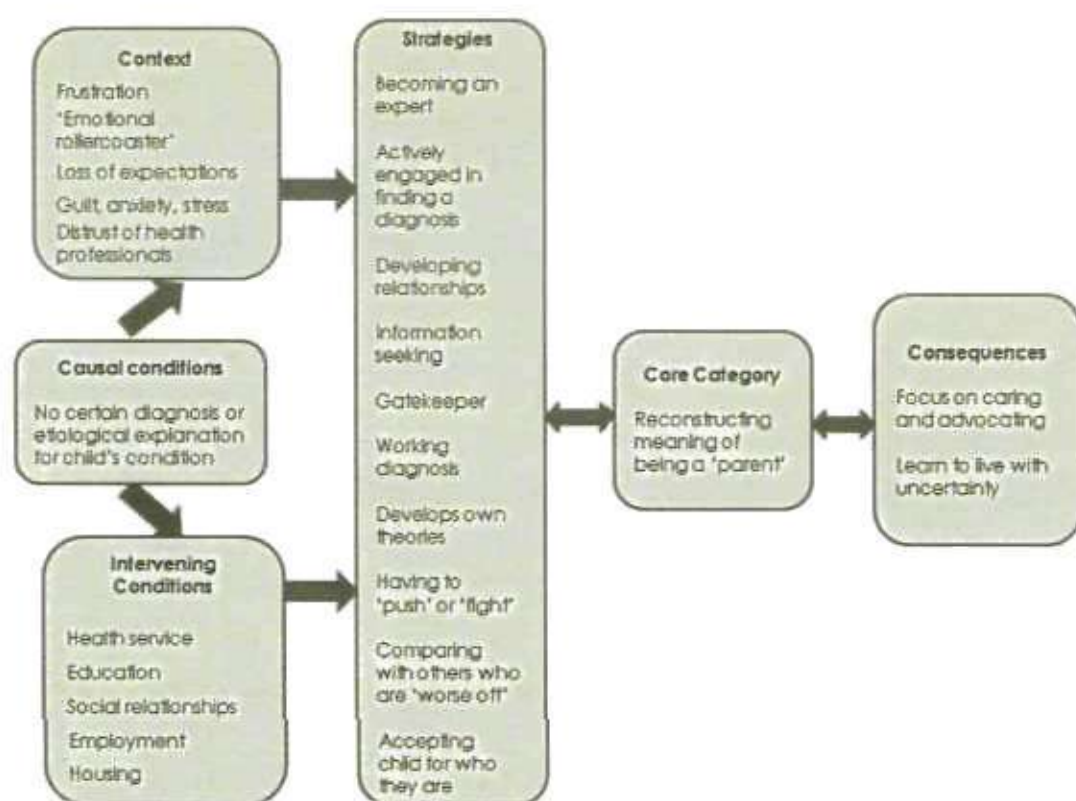 Context
Frustration
'Emotional
rollercoaster'
Loss of expectations
Guilt, anxiety, stress
Distrust of health
professionals
Causal conditions
No certain diagnosis or
etiological explanation
for child's condition
Intervening
Conditions
Health service
Education
Social relationships
Employment
Housing
Strategies
Becoming an
expert
Actively
engaged in
finding a
diagnosis
Developing
relationships
Information
seeking
Gatekeeper
Working
diagnosis
Develops own
theories
Having to
'push' or 'fight'
Comparing
with others who
are 'worse off'
Accepting
child for who
they are
Core Category
Reconstructing
meaning of
being a 'parent'
Consequences
Focus on caring
and advocating
Learn to live with
uncertainty